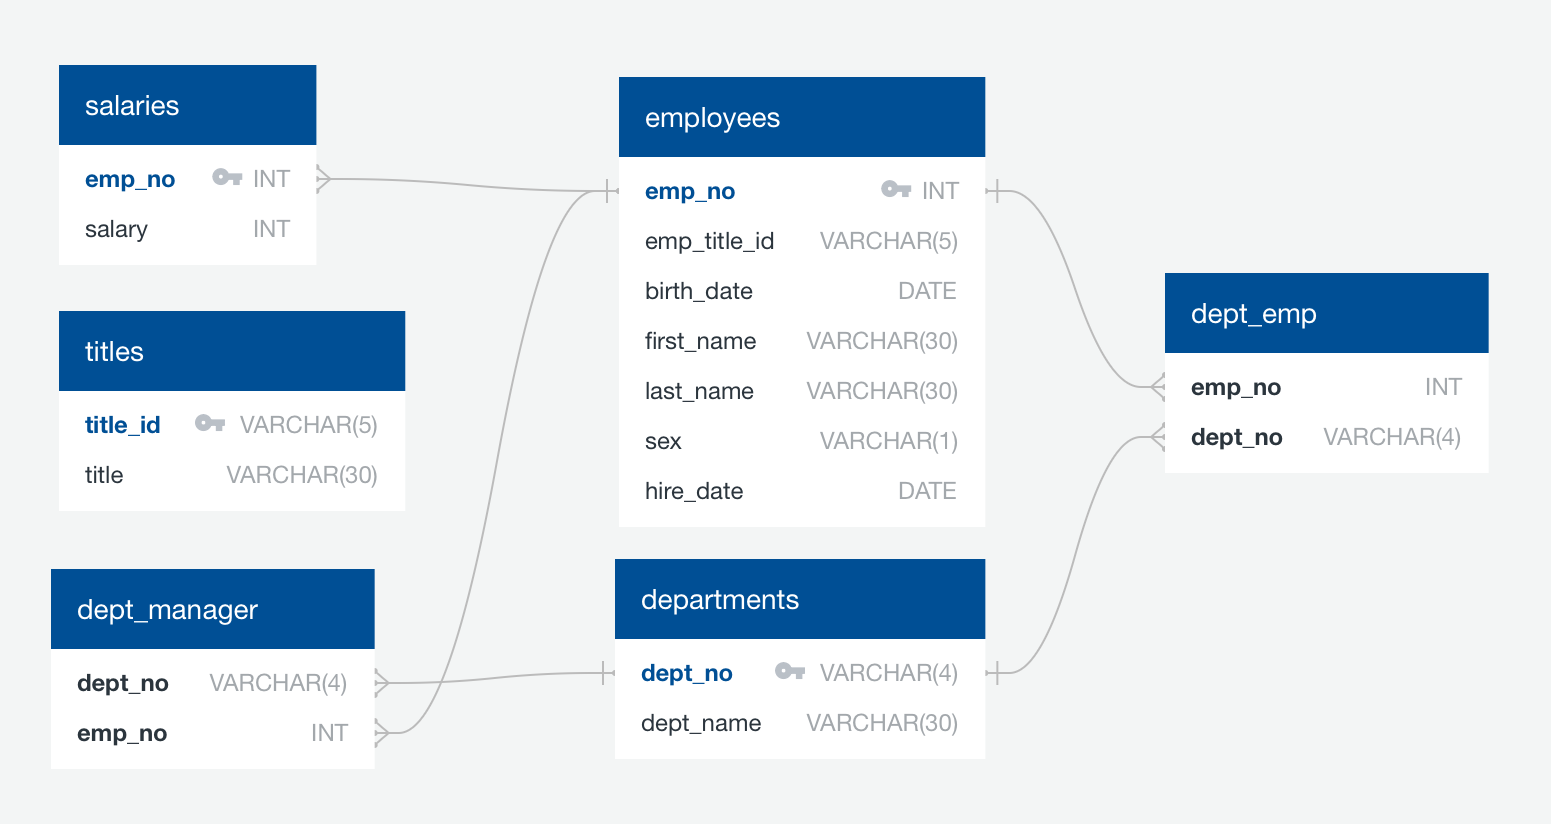 salaries
emp_no INT
salary INT
titles
title_id VARCHAR(5)
title VARCHAR(30)
dept_manager
dept_no VARCHAR(4)
emp_no INT
employees
emp_no INT
emp_title_id VARCHAR(5)
birth_date DATE
first_name VARCHAR(30)
last_name VARCHAR(30)
sex VARCHAR(1)
hire_date DATE
departments
dept_no VARCHAR(4)
dept_name VARCHAR(30)
dept_emp
emp_no INT
dept_no VARCHAR(4)